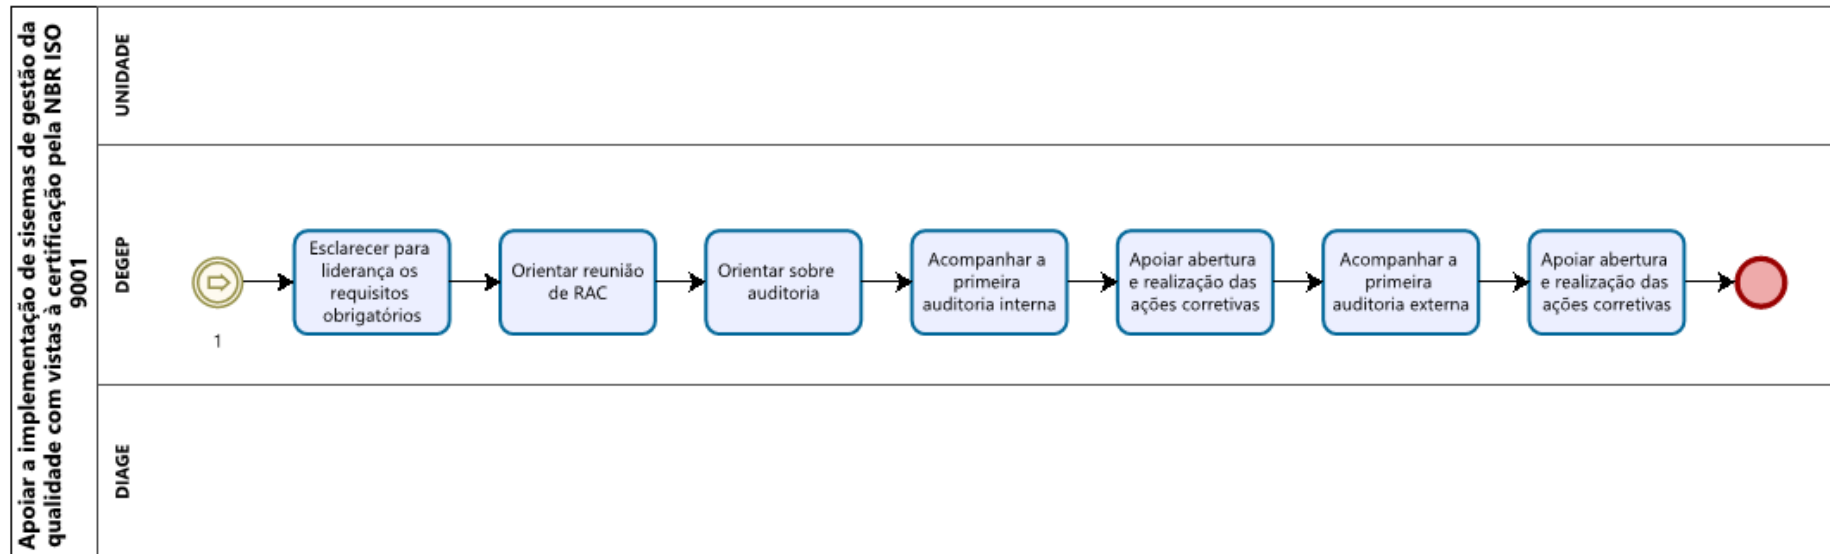 Apoiar a implementação de sisemas de gestão da
qualidade com vistas à certificação pela NBR ISO
9001
UNIDADE
DEGEP
1
Esclarecer para
liderança os
requisitos
obrigatórios
Orientar reunião
de RAC
Orientar sobre
auditoria
Acompanhar a
primeira
auditoria interna
Apoiar abertura
e realização das
ações corretivas
Acompanhar a
primeira
auditoria externa
Apoiar abertura
e realização das
ações corretivas
DIAGE